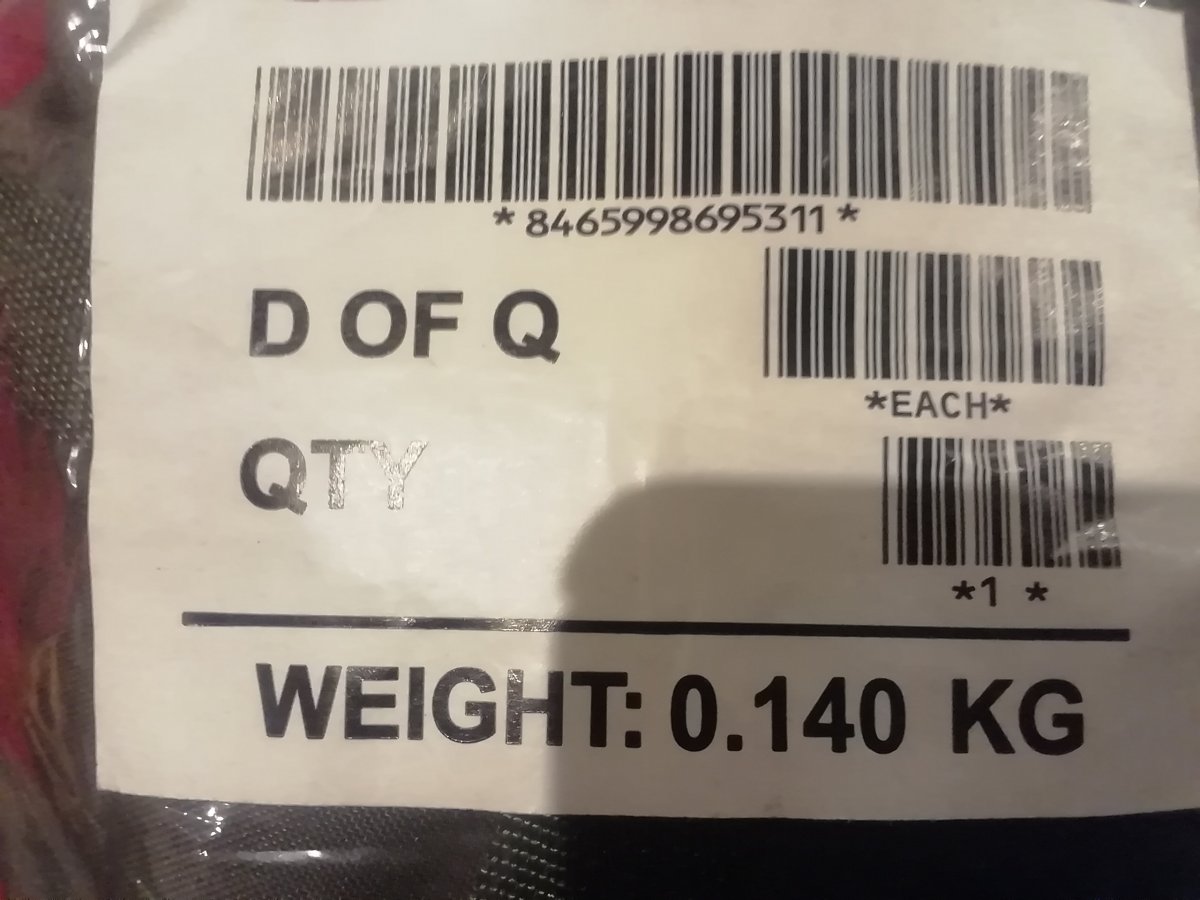 *8465998695311*
D OF Q
*EACH*
QTY
*1 *
WEIGHT: 0.140 KG